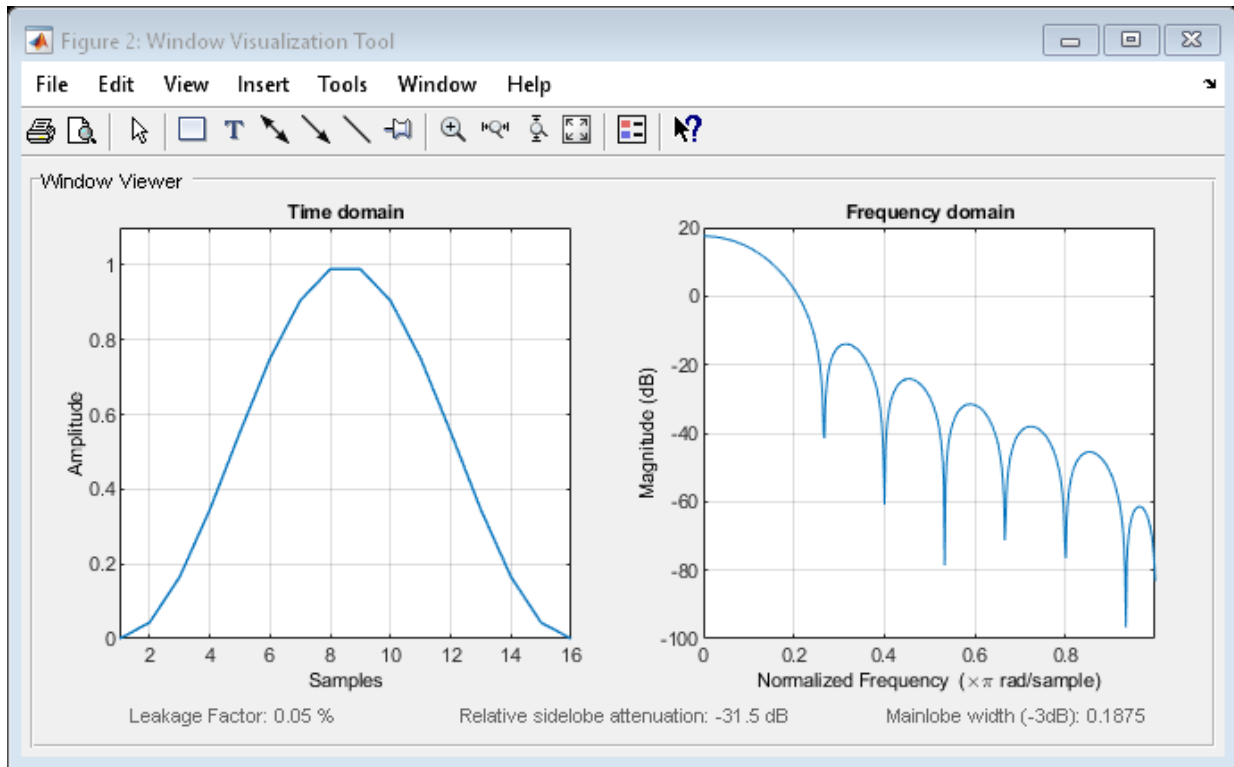 Figure 2: Window Visualization Tool
File Edit View Insert Tools Window Help
T ?
Window Viewer
Time domain
1
0.8
0.6
0.4
0.2
0
Amplitude
2 4 6 8 10 12 14 16
Samples
Frequency domain
20
0
-20
-40
-60
-80
-100
Magnitude (dB)
0 0.2 0.4 0.6 0.8
Normalized Frequency (×π rad/sample)
Leakage Factor: 0.05 % Relative sidelobe attenuation: -31.5 dB Mainlobe width (-3dB): 0.1875